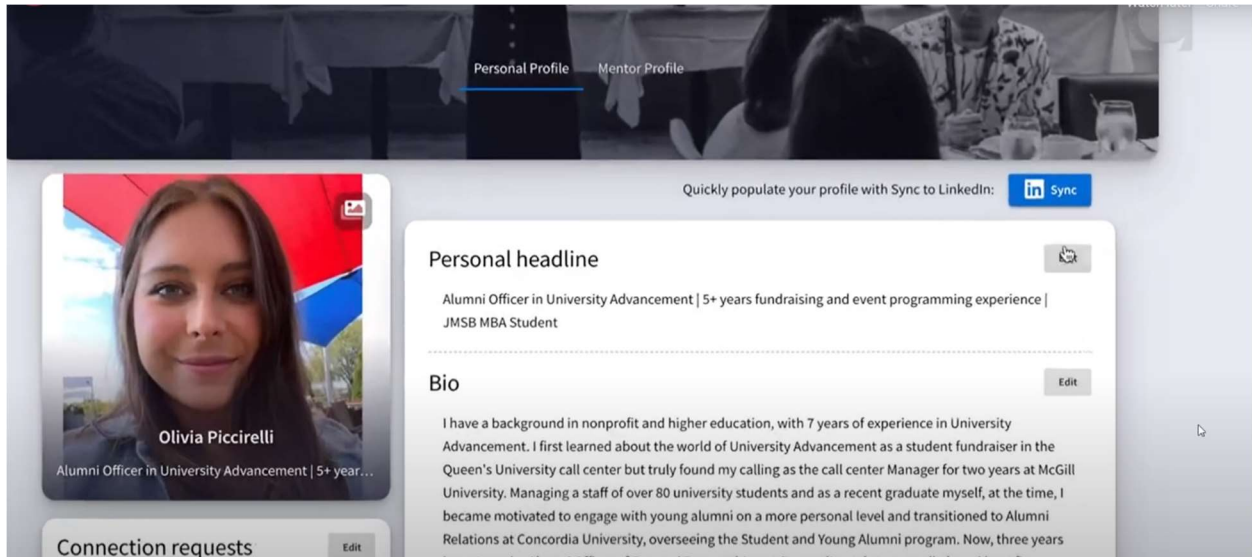 Personal Profile
Mentor Profile
Quickly populate your profile with Sync to LinkedIn:
in Sync
Personal headline
Alumni Officer in University Advancement | 5+ years fundraising and event programming experience |
JMSB MBA Student
Bio
Edit
I have a background in nonprofit and higher education, with 7 years of experience in University
Advancement. I first learned about the world of University Advancement as a student fundraiser in the
Queen's University call center but truly found my calling as the call center Manager for two years at McGill
University. Managing a staff of over 80 university students and as a recent graduate myself, at the time, I
became motivated to engage with young alumni on a more personal level and transitioned to Alumni
Relations at Concordia University, overseeing the Student and Young Alumni program. Now, three years
Olivia Piccirelli
Alumni Officer in University Advancement | 5+ year...
Connection requests
Edit